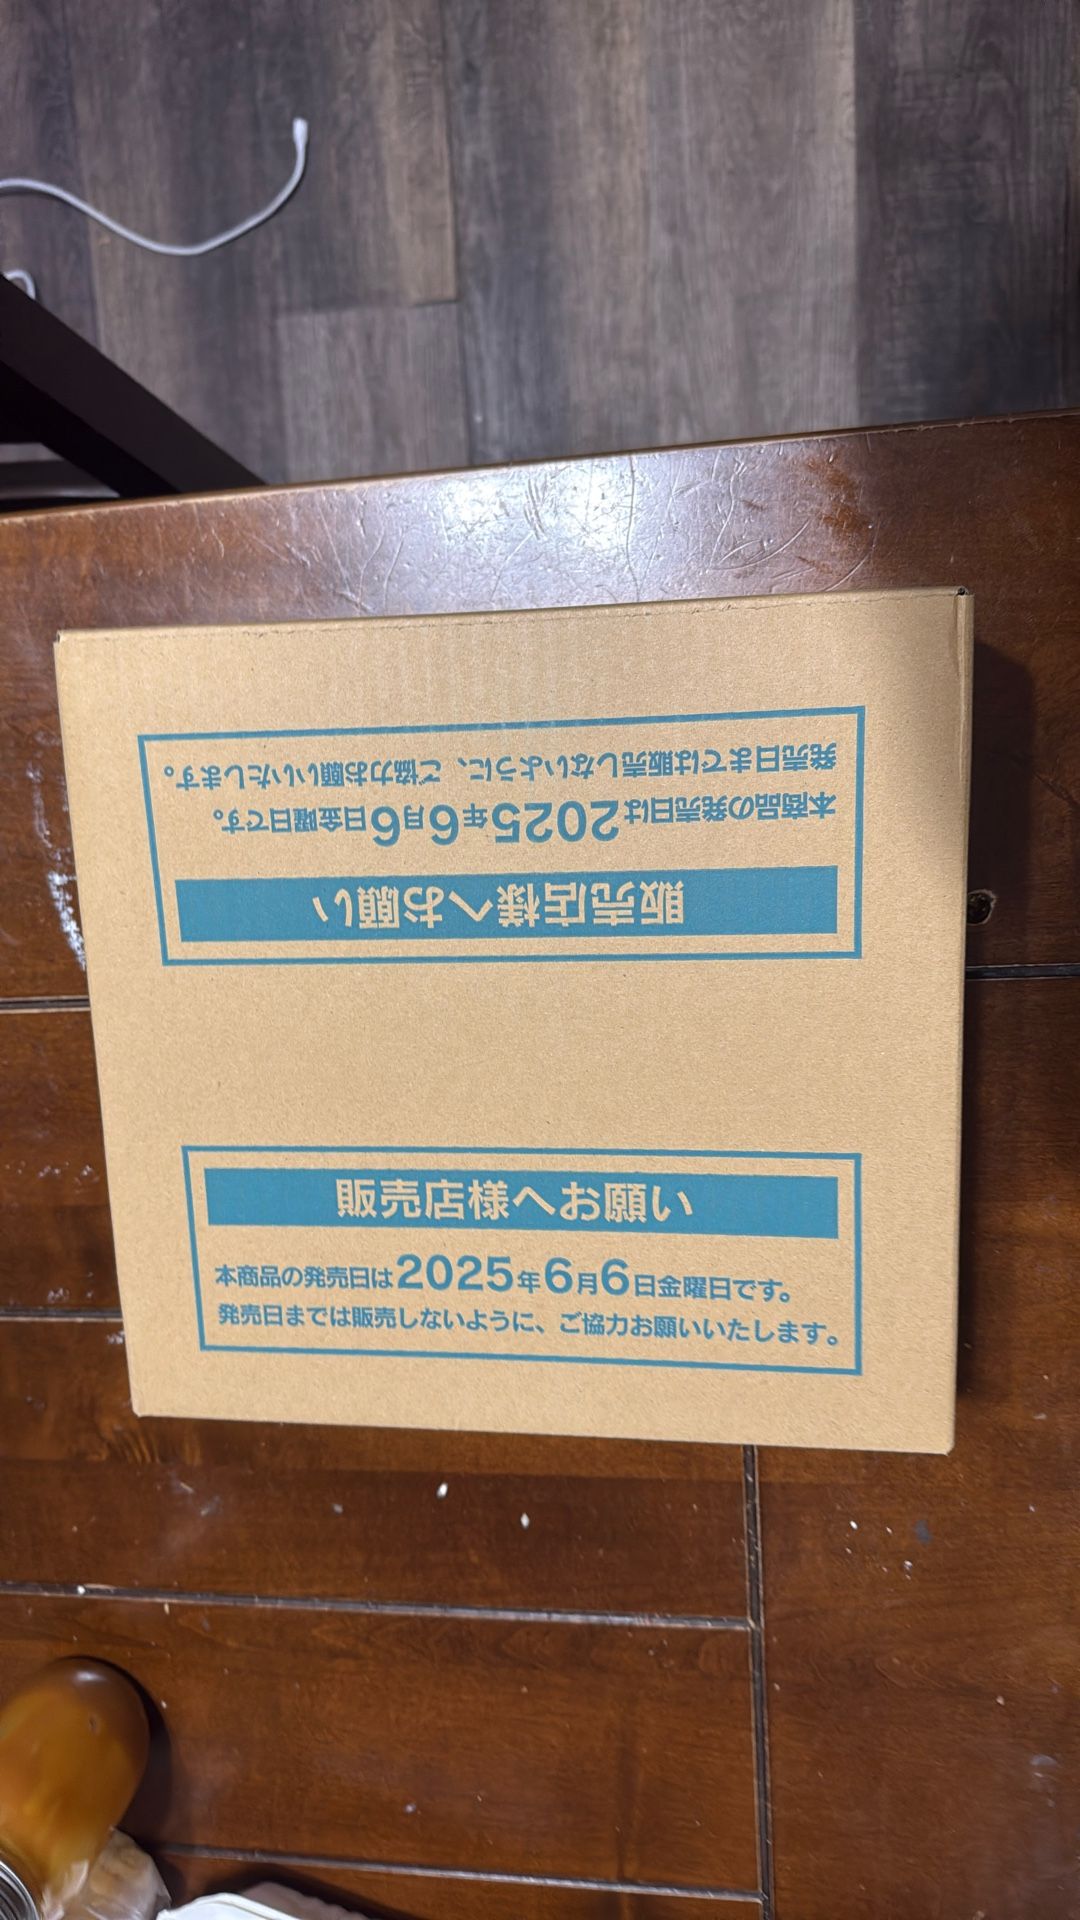 発売日までは販売しないように、ご協力お願いいたします。
本商品の発売日は2025年6月6日金曜日です。
販売店様へお願い
販売店様へお願い
本商品の発売日は2025年6月6日金曜日です。
発売日までは販売しないように、ご協力お願いいたします。